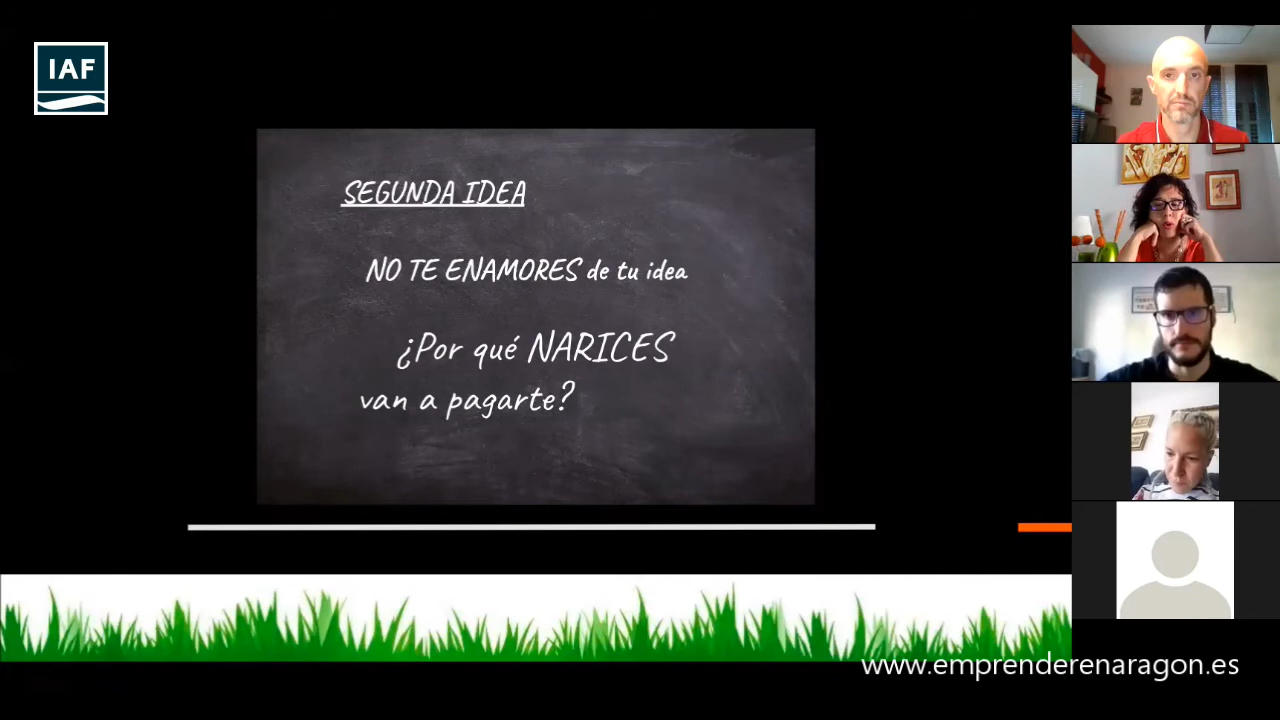 IAF
SEGUNDA IDEA
NO TE ENAMORES de tu idea
¿Por qué NARICES
van a pagarte?
www.emprenderenaragon.es